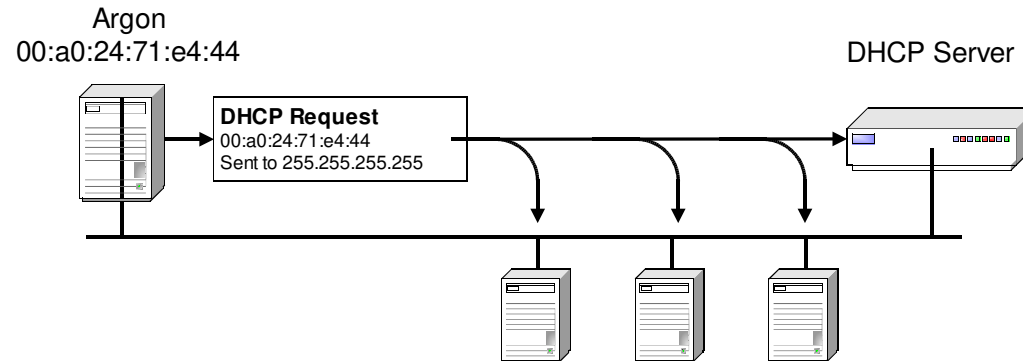 Argon
00:a0:24:71:e4:44
DHCP Server
DHCP Request
00:a0:24:71:e4:44
Sent to 255.255.255.255